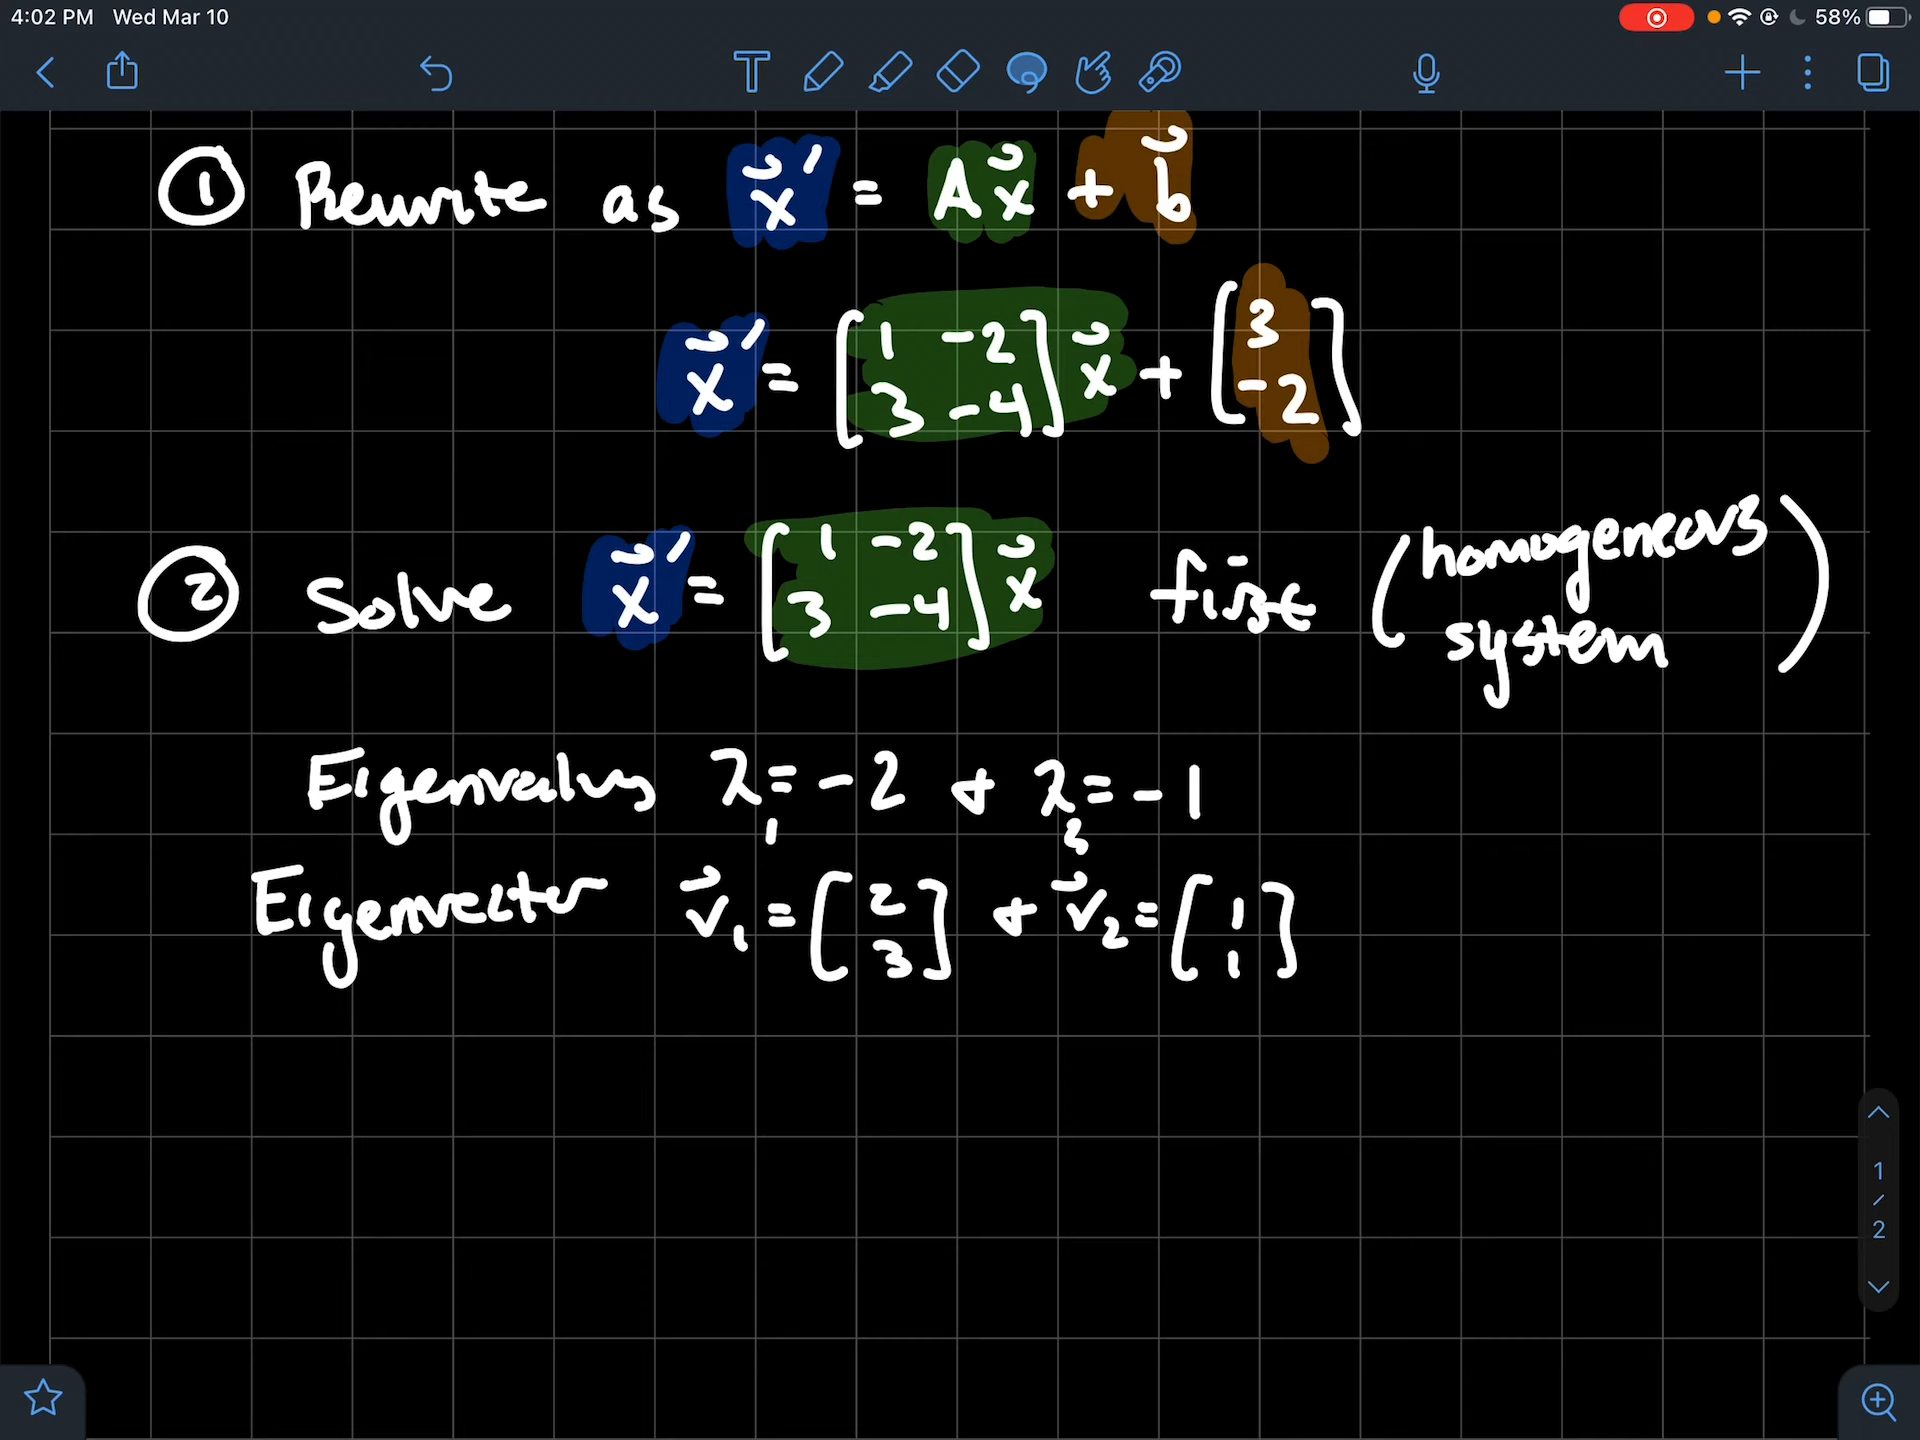 4:02 PM Wed Mar 10 58%
① Rewrite as x⃗' = Ax⃗ + b⃗
x⃗' = [1 -2; 3 -4] x⃗ + [3; -2]
② Solve x⃗' = [1 -2; 3 -4] x⃗ first (homogeneous system)
Eigenvalues λ₁ = -2 & λ₂ = -1
Eigenvector v⃗₁ = [2; 3] & v⃗₂ = [1; 1]
1 / 2